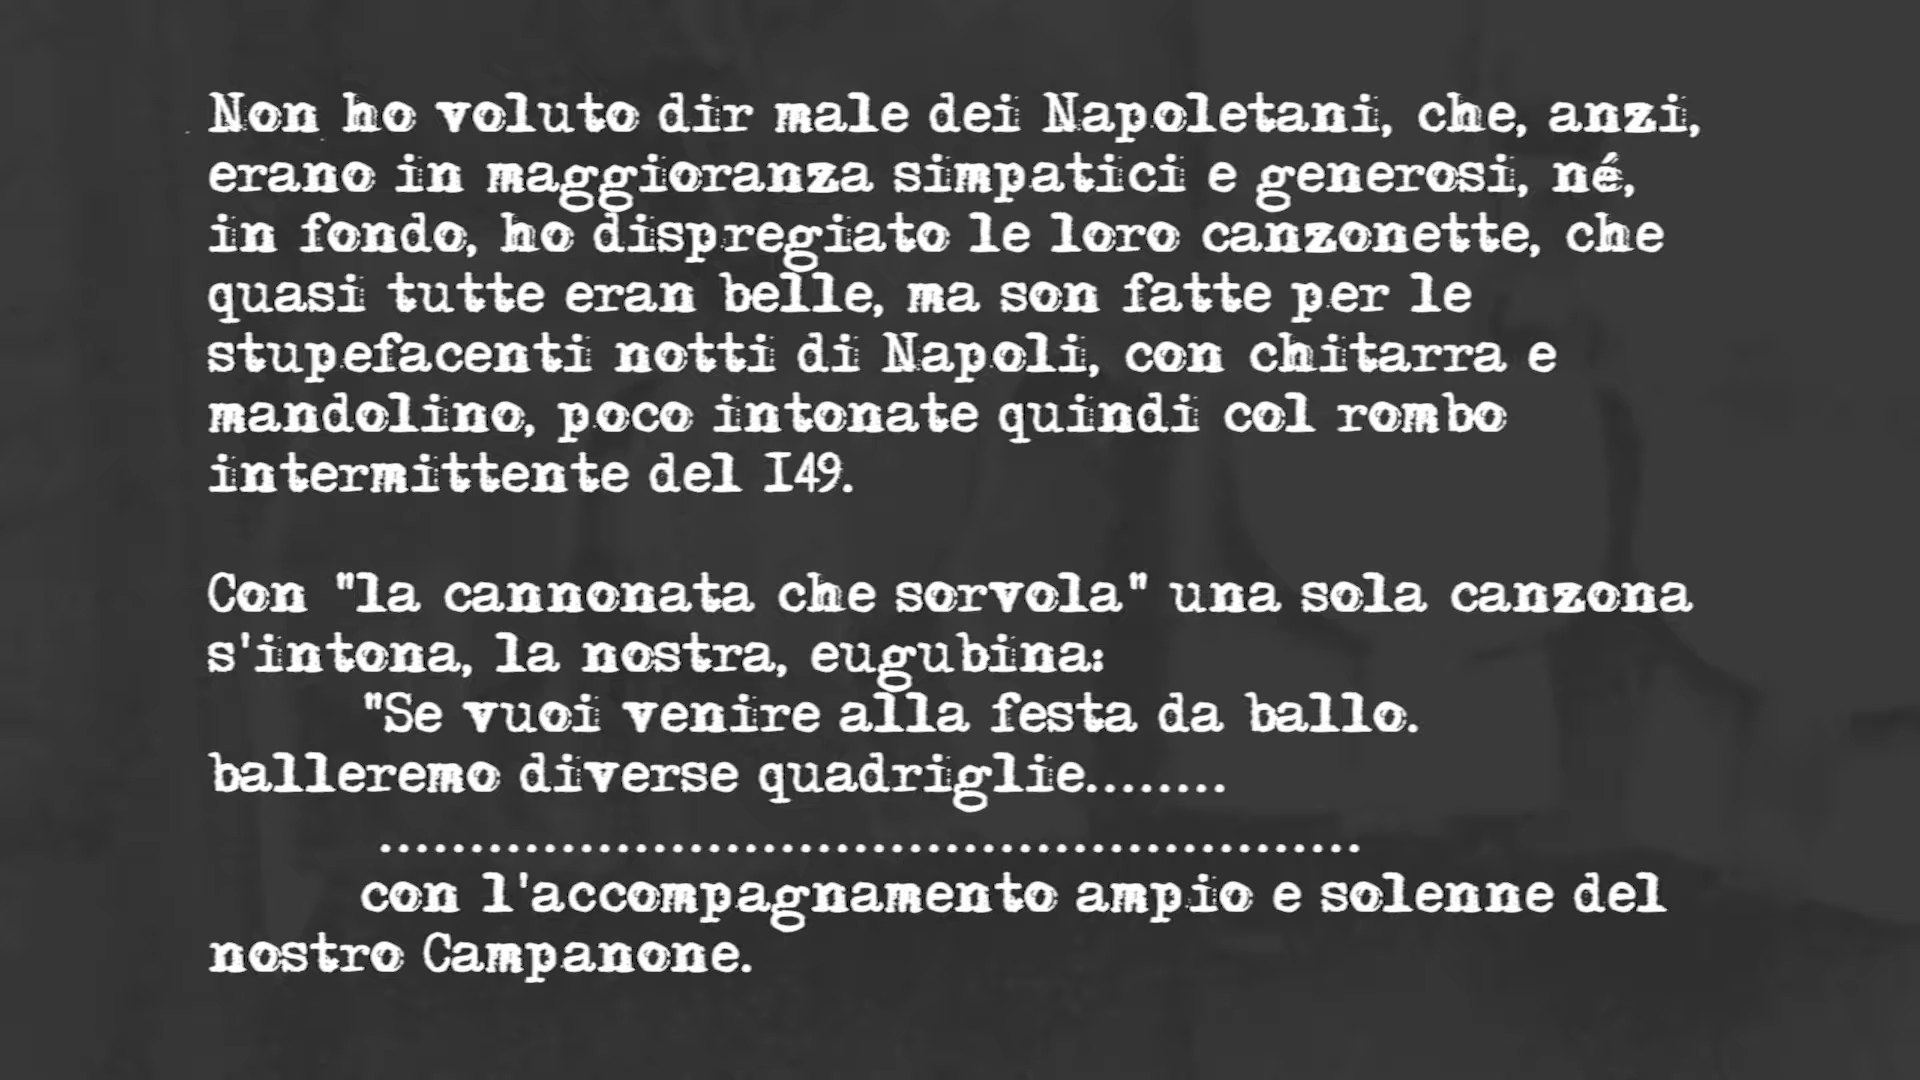 Non ho voluto dir male dei Napoletani, che, anzi,
erano in maggioranza simpatici e generosi, né,
in fondo, ho dispregiato le loro canzonette, che
quasi tutte eran belle, ma son fatte per le
stupefacenti notti di Napoli, con chitarra e
mandolino, poco intonate quindi col rombo
intermittente del I49.
Con "la cannonata che sorvola" una sola canzona
s'intona, la nostra, eugubina:
"Se vuoi venire alla festa da ballo.
balleremo diverse quadriglie........
......................................................
con l'accompagnamento ampio e solenne del
nostro Campanone.